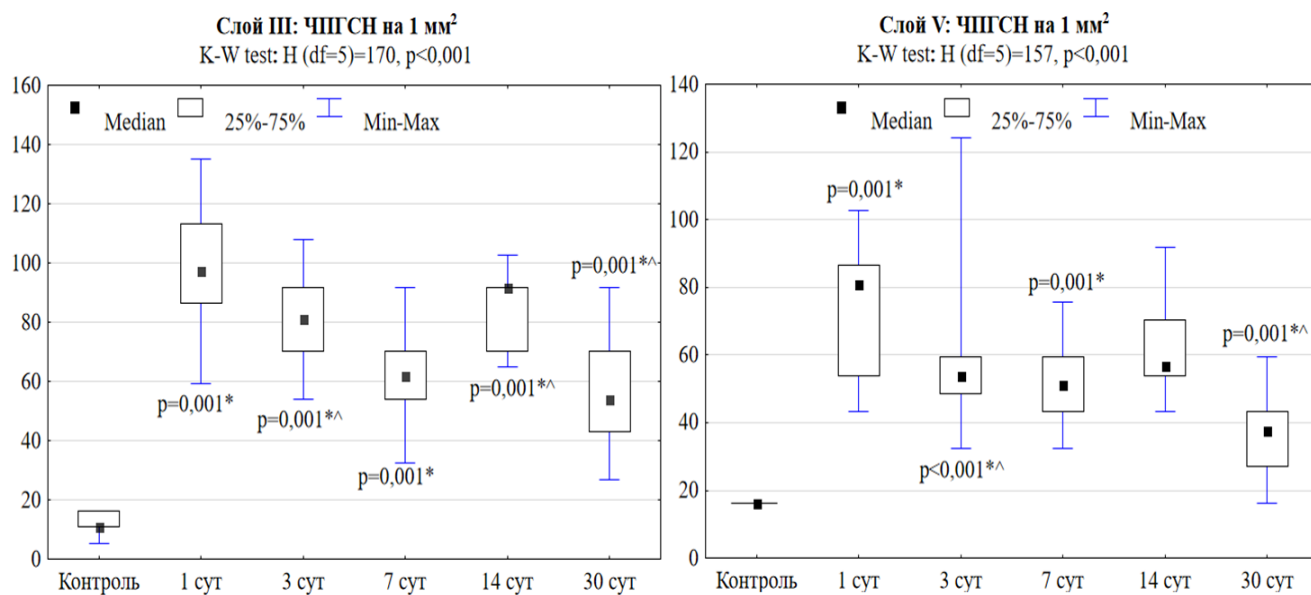 Слой III: ЧПГСН на 1 мм²
K-W test: H (df=5)=170, p<0,001
160
140
120
100
80
60
40
20
0
Median 25%-75% Min-Max
p=0,001*
p=0,001*^
p=0,001*
p=0,001*^
p=0,001*^
Контроль 1 сут 3 сут 7 сут 14 сут 30 сут
Слой V: ЧПГСН на 1 мм²
K-W test: H (df=5)=157, p<0,001
140
120
100
80
60
40
20
0
Median 25%-75% Min-Max
p=0,001*
p<0,001*^
p=0,001*
p=0,001*^
Контроль 1 сут 3 сут 7 сут 14 сут 30 сут